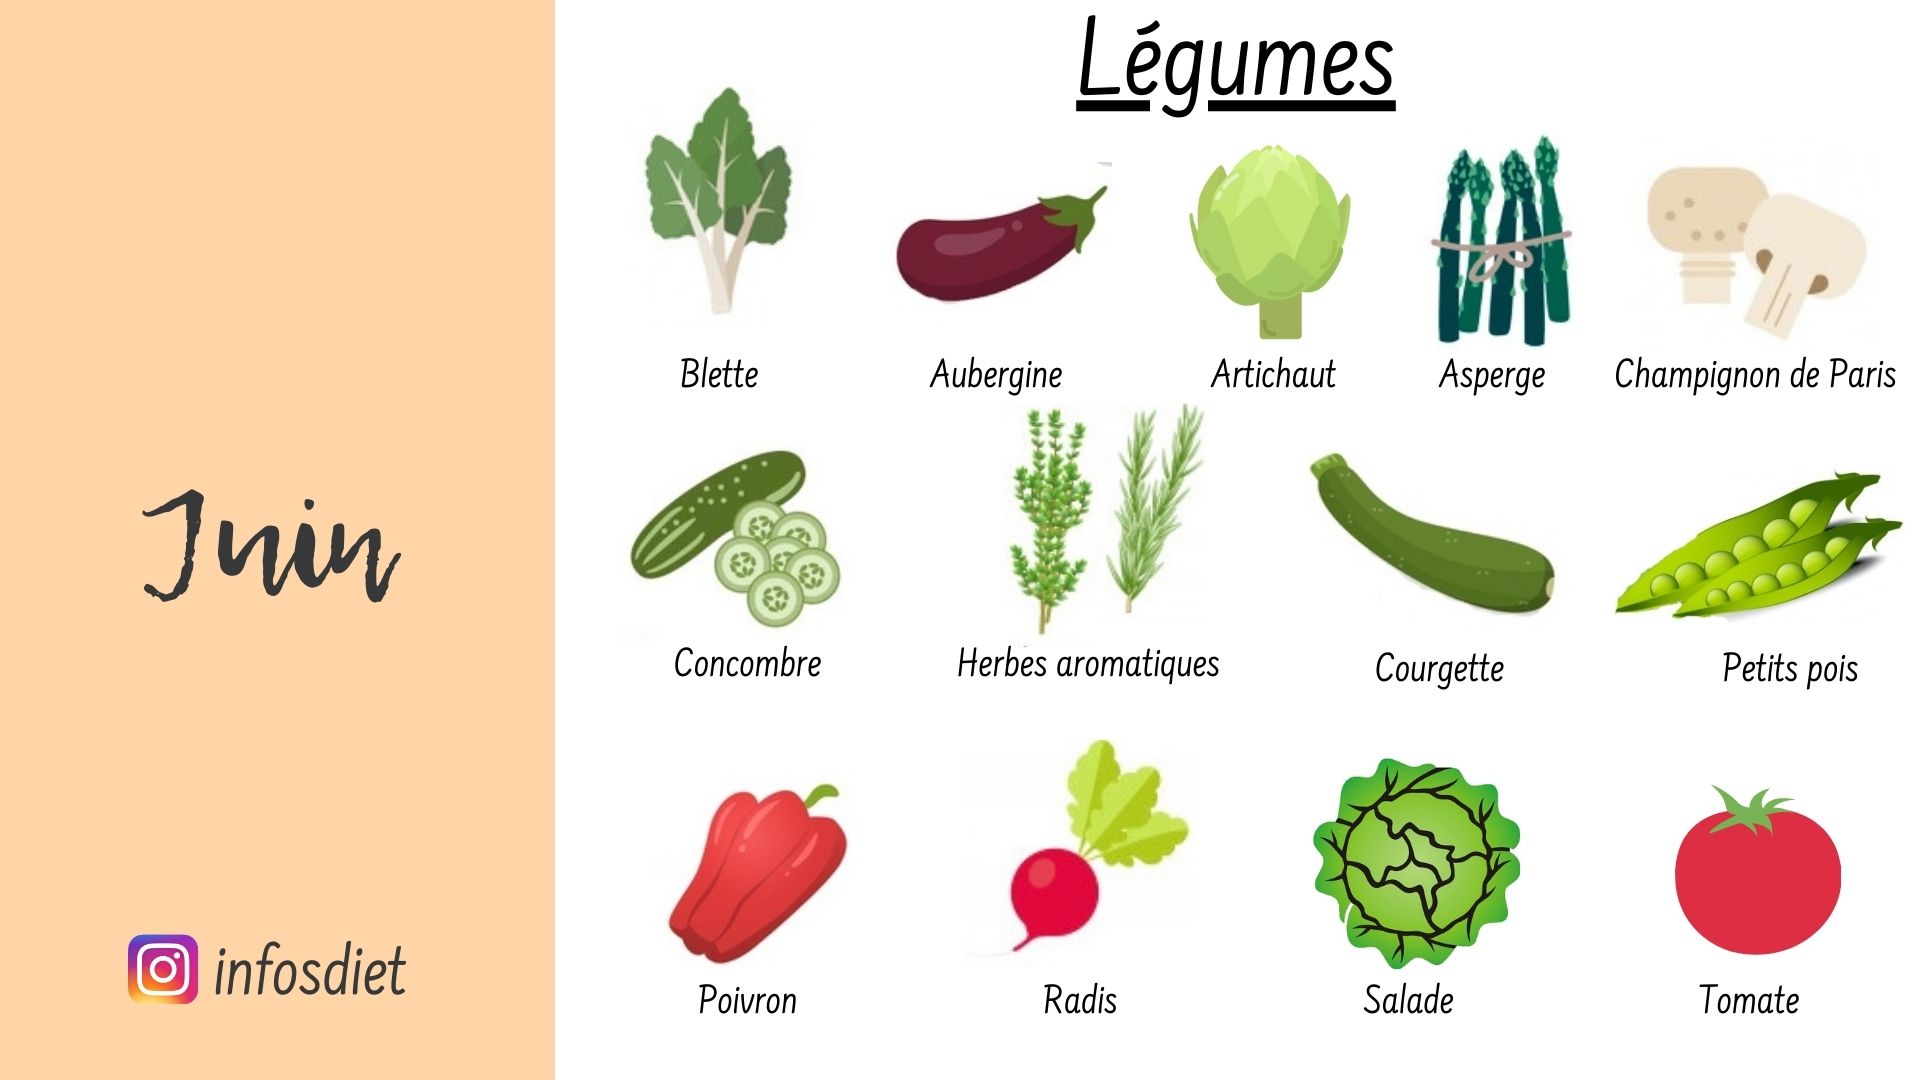 Légumes
Blette
Aubergine
Artichaut
Asperge
Champignon de Paris
Juin
Concombre
Herbes aromatiques
Courgette
Petits pois
Poivron
Radis
Salade
Tomate
infosdiet